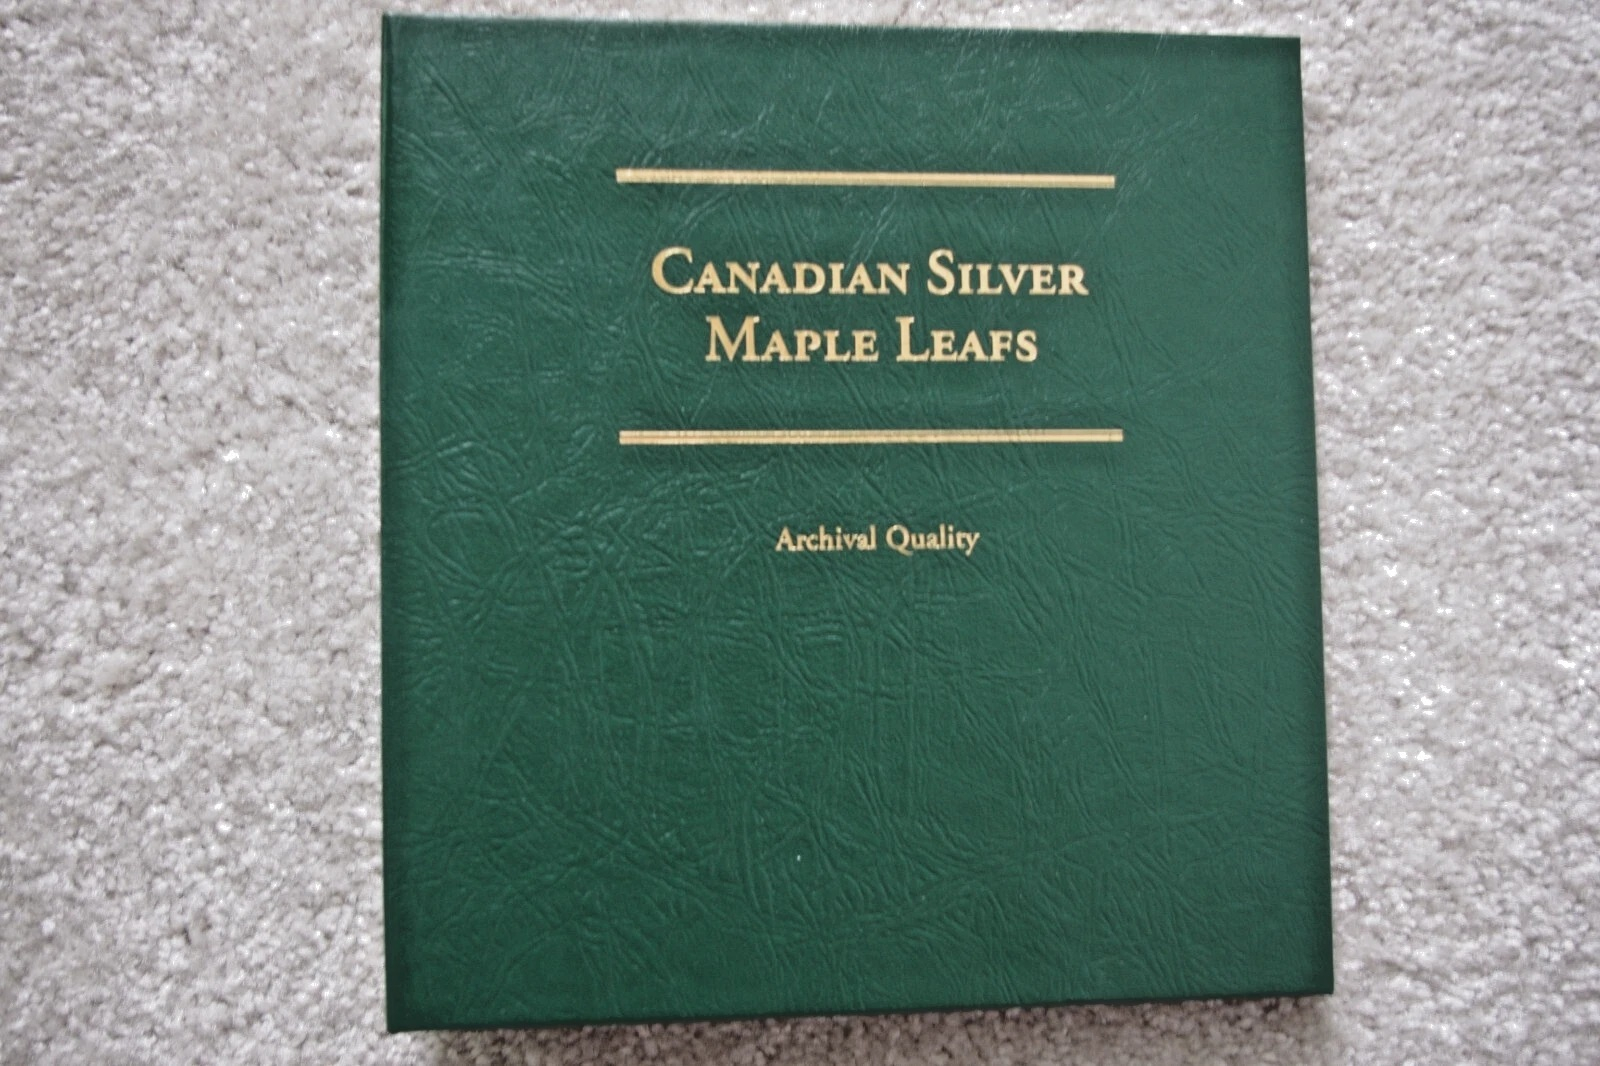 Canadian Silver
Maple Leafs
Archival Quality